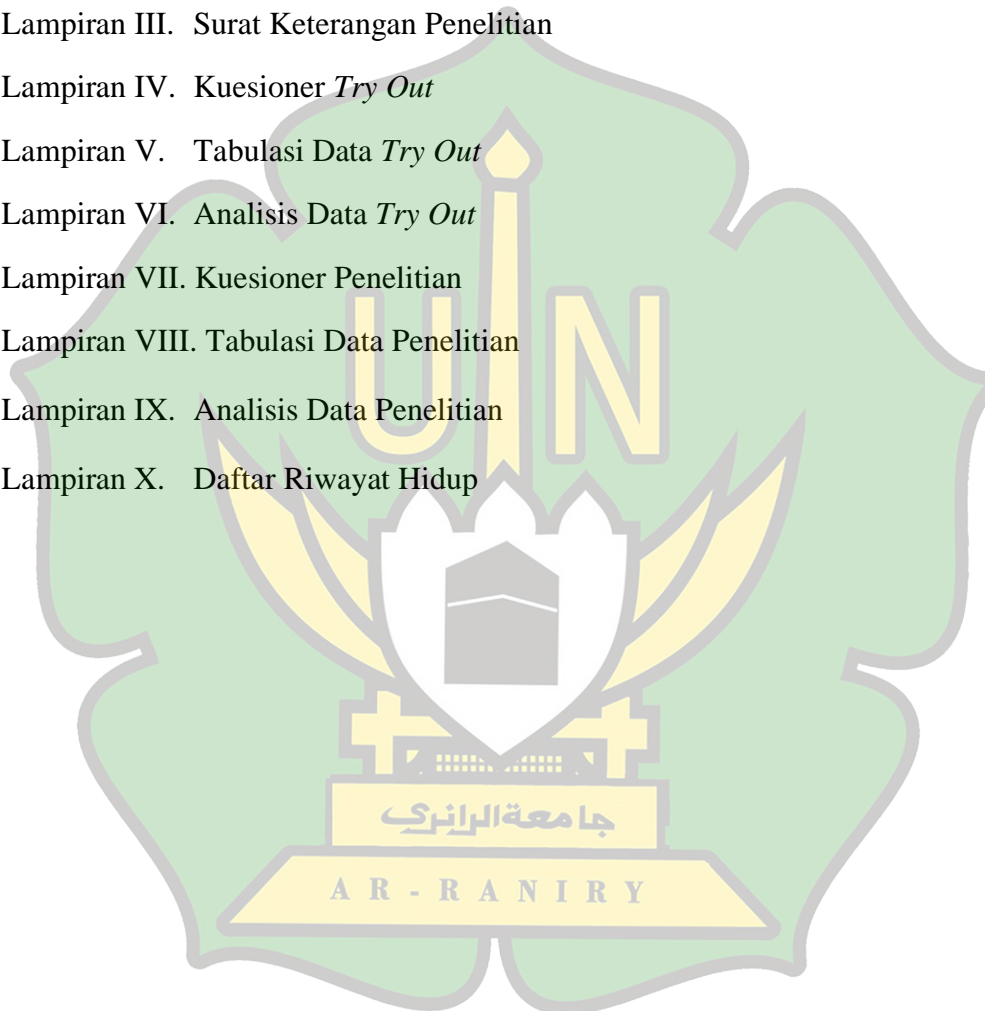 Lampiran III. Surat Keterangan Penelitian
Lampiran IV. Kuesioner Try Out
Lampiran V. Tabulasi Data Try Out
Lampiran VI. Analisis Data Try Out
Lampiran VII. Kuesioner Penelitian
Lampiran VIII. Tabulasi Data Penelitian
Lampiran IX. Analisis Data Penelitian
Lampiran X. Daftar Riwayat Hidup
UIN
جامعة الرانري
AR - RANIRY